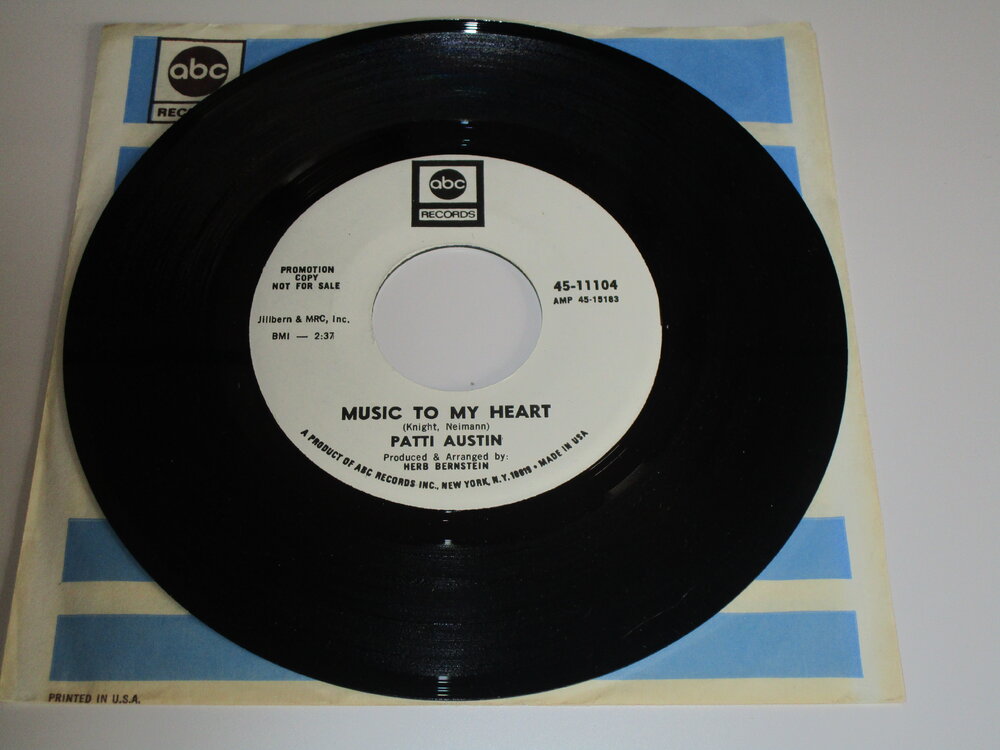 abc
REC
abc
RECORDS
PROMOTION
COPY
NOT FOR SALE
45-11104
AMP 45-15183
Jillbern & MRC, Inc.
BMI — 2:37
MUSIC TO MY HEART
(Knight, Neimann)
PATTI AUSTIN
Produced & Arranged by:
HERB BERNSTEIN
A PRODUCT OF ABC RECORDS INC., NEW YORK, N.Y. 10019 • MADE IN USA
PRINTED IN U.S.A.